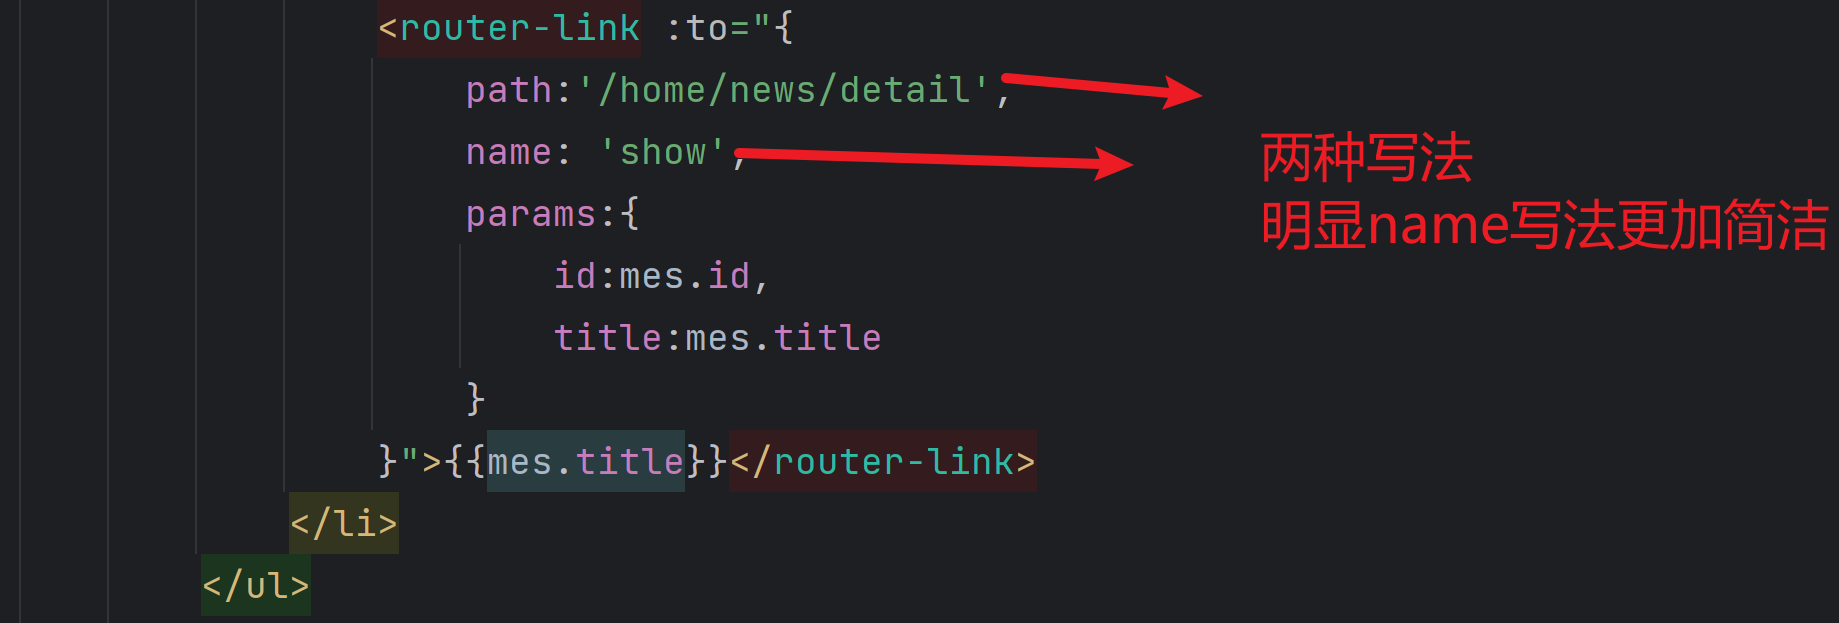 <router-link :to="{
path:'/home/news/detail',
name: 'show',
两种写法
params:{
明显name写法更加简洁
id:mes.id,
title:mes.title
}
}">{{mes.title}}</router-link>
</li>
</ul>